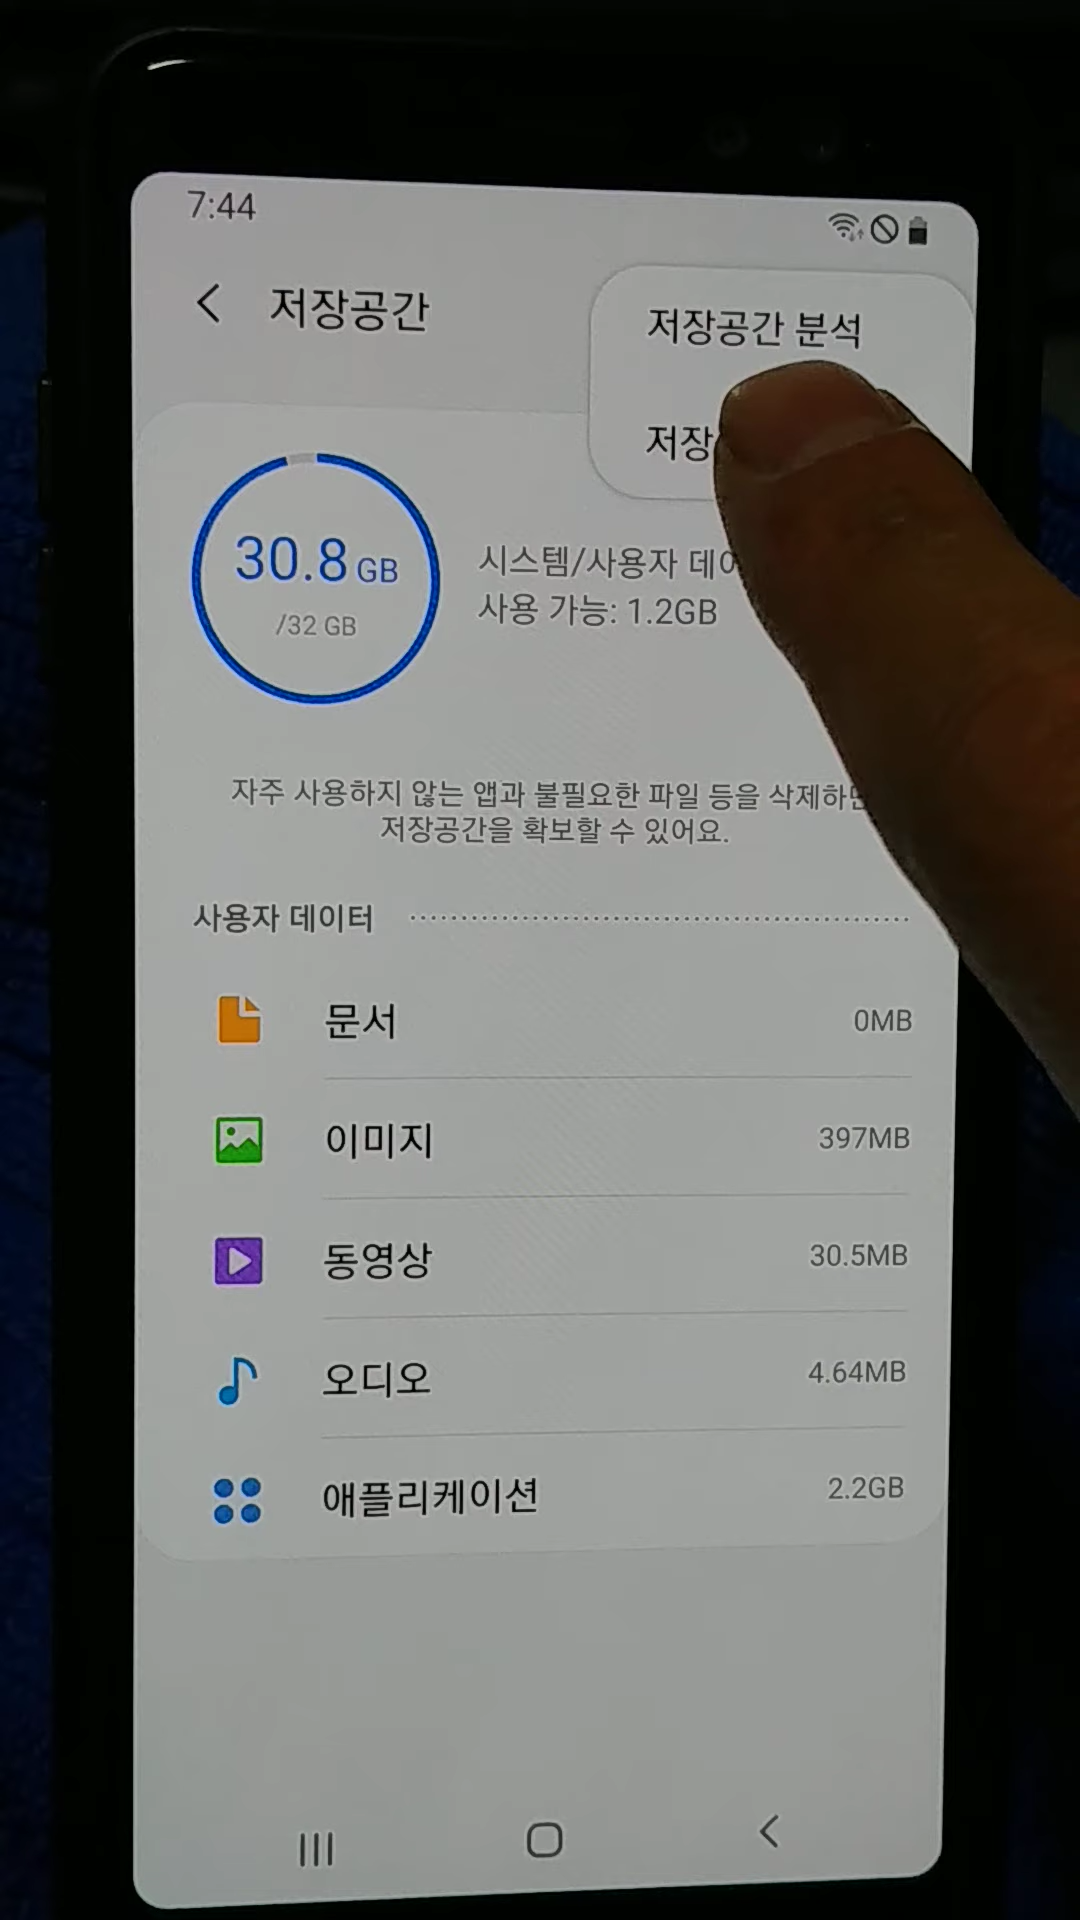 7:44
저장공간
저장공간 분석
저장
30.8 GB
/32 GB
시스템/사용자
사용 가능: 1.2GB
자주 사용하지 않는 앱과 불필요한 파일 등을
저장공간을 확보할 수 있어요.
사용자 데이터
문서 0MB
이미지 397MB
동영상 30.5MB
오디오 4.64MB
애플리케이션 2.2GB